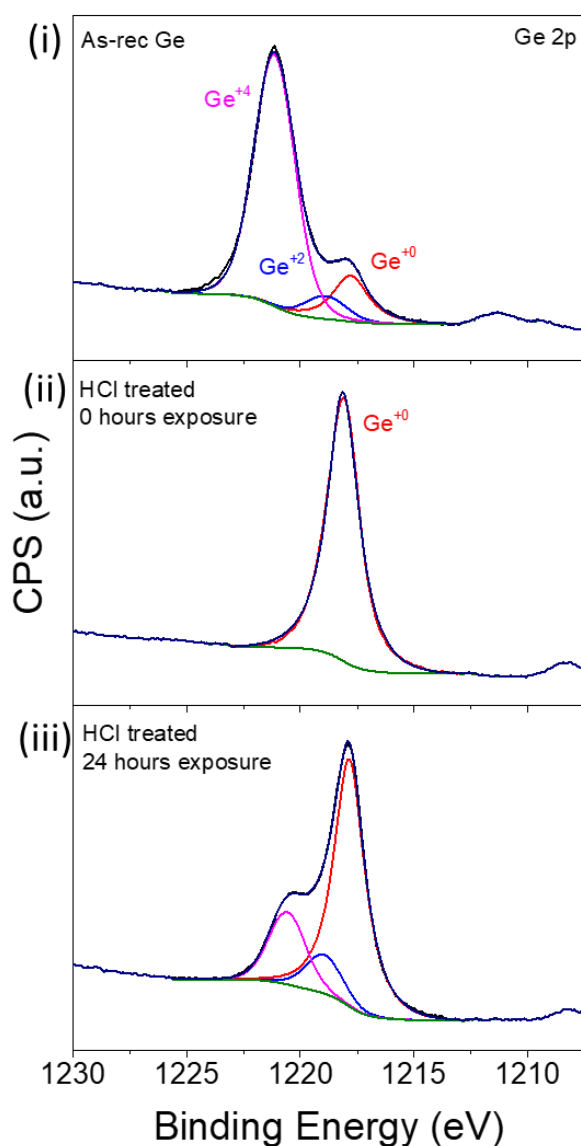 (i) As-rec Ge Ge 2p
Ge+4
Ge+2 Ge+0
(ii) HCl treated
0 hours exposure Ge+0
CPS (a.u.)
(iii) HCl treated
24 hours exposure
1230 1225 1220 1215 1210
Binding Energy (eV)